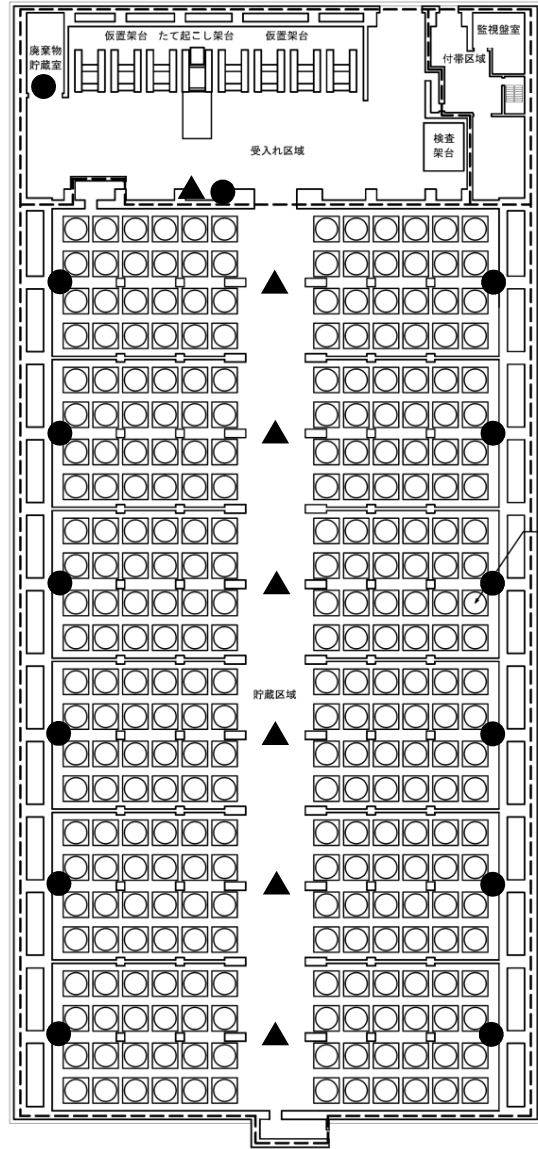 仮置架台 たて起こし架台 仮置架台
監視盤室
廃棄物
貯蔵室
付帯区域
検査
架台
受入れ区域
貯蔵区域